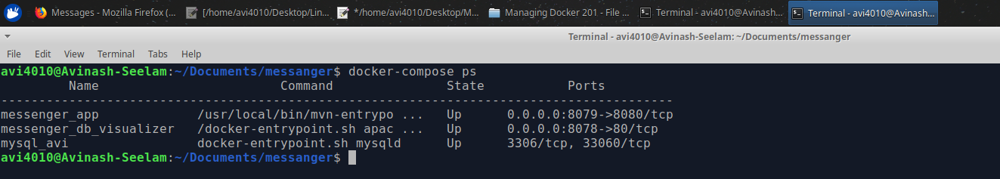 Messages - Mozilla Firefox (... [/home/avi4010/Desktop/Lin... */home/avi4010/Desktop/M... Managing Docker 201 - File ... Terminal - avi4010@Avinash... Terminal - avi4010@Avinash...
Terminal - avi4010@Avinash-Seelam: ~/Documents/messanger
File Edit View Terminal Tabs Help
avi4010@Avinash-Seelam:~/Documents/messanger$ docker-compose ps
Name Command State Ports
-----------------------------------------------------------------------------------------
messenger_app /usr/local/bin/mvn-entrypo ... Up 0.0.0.0:8079->8080/tcp
messenger_db_visualizer /docker-entrypoint.sh apac ... Up 0.0.0.0:8078->80/tcp
mysql_avi docker-entrypoint.sh mysqld Up 3306/tcp, 33060/tcp
avi4010@Avinash-Seelam:~/Documents/messanger$